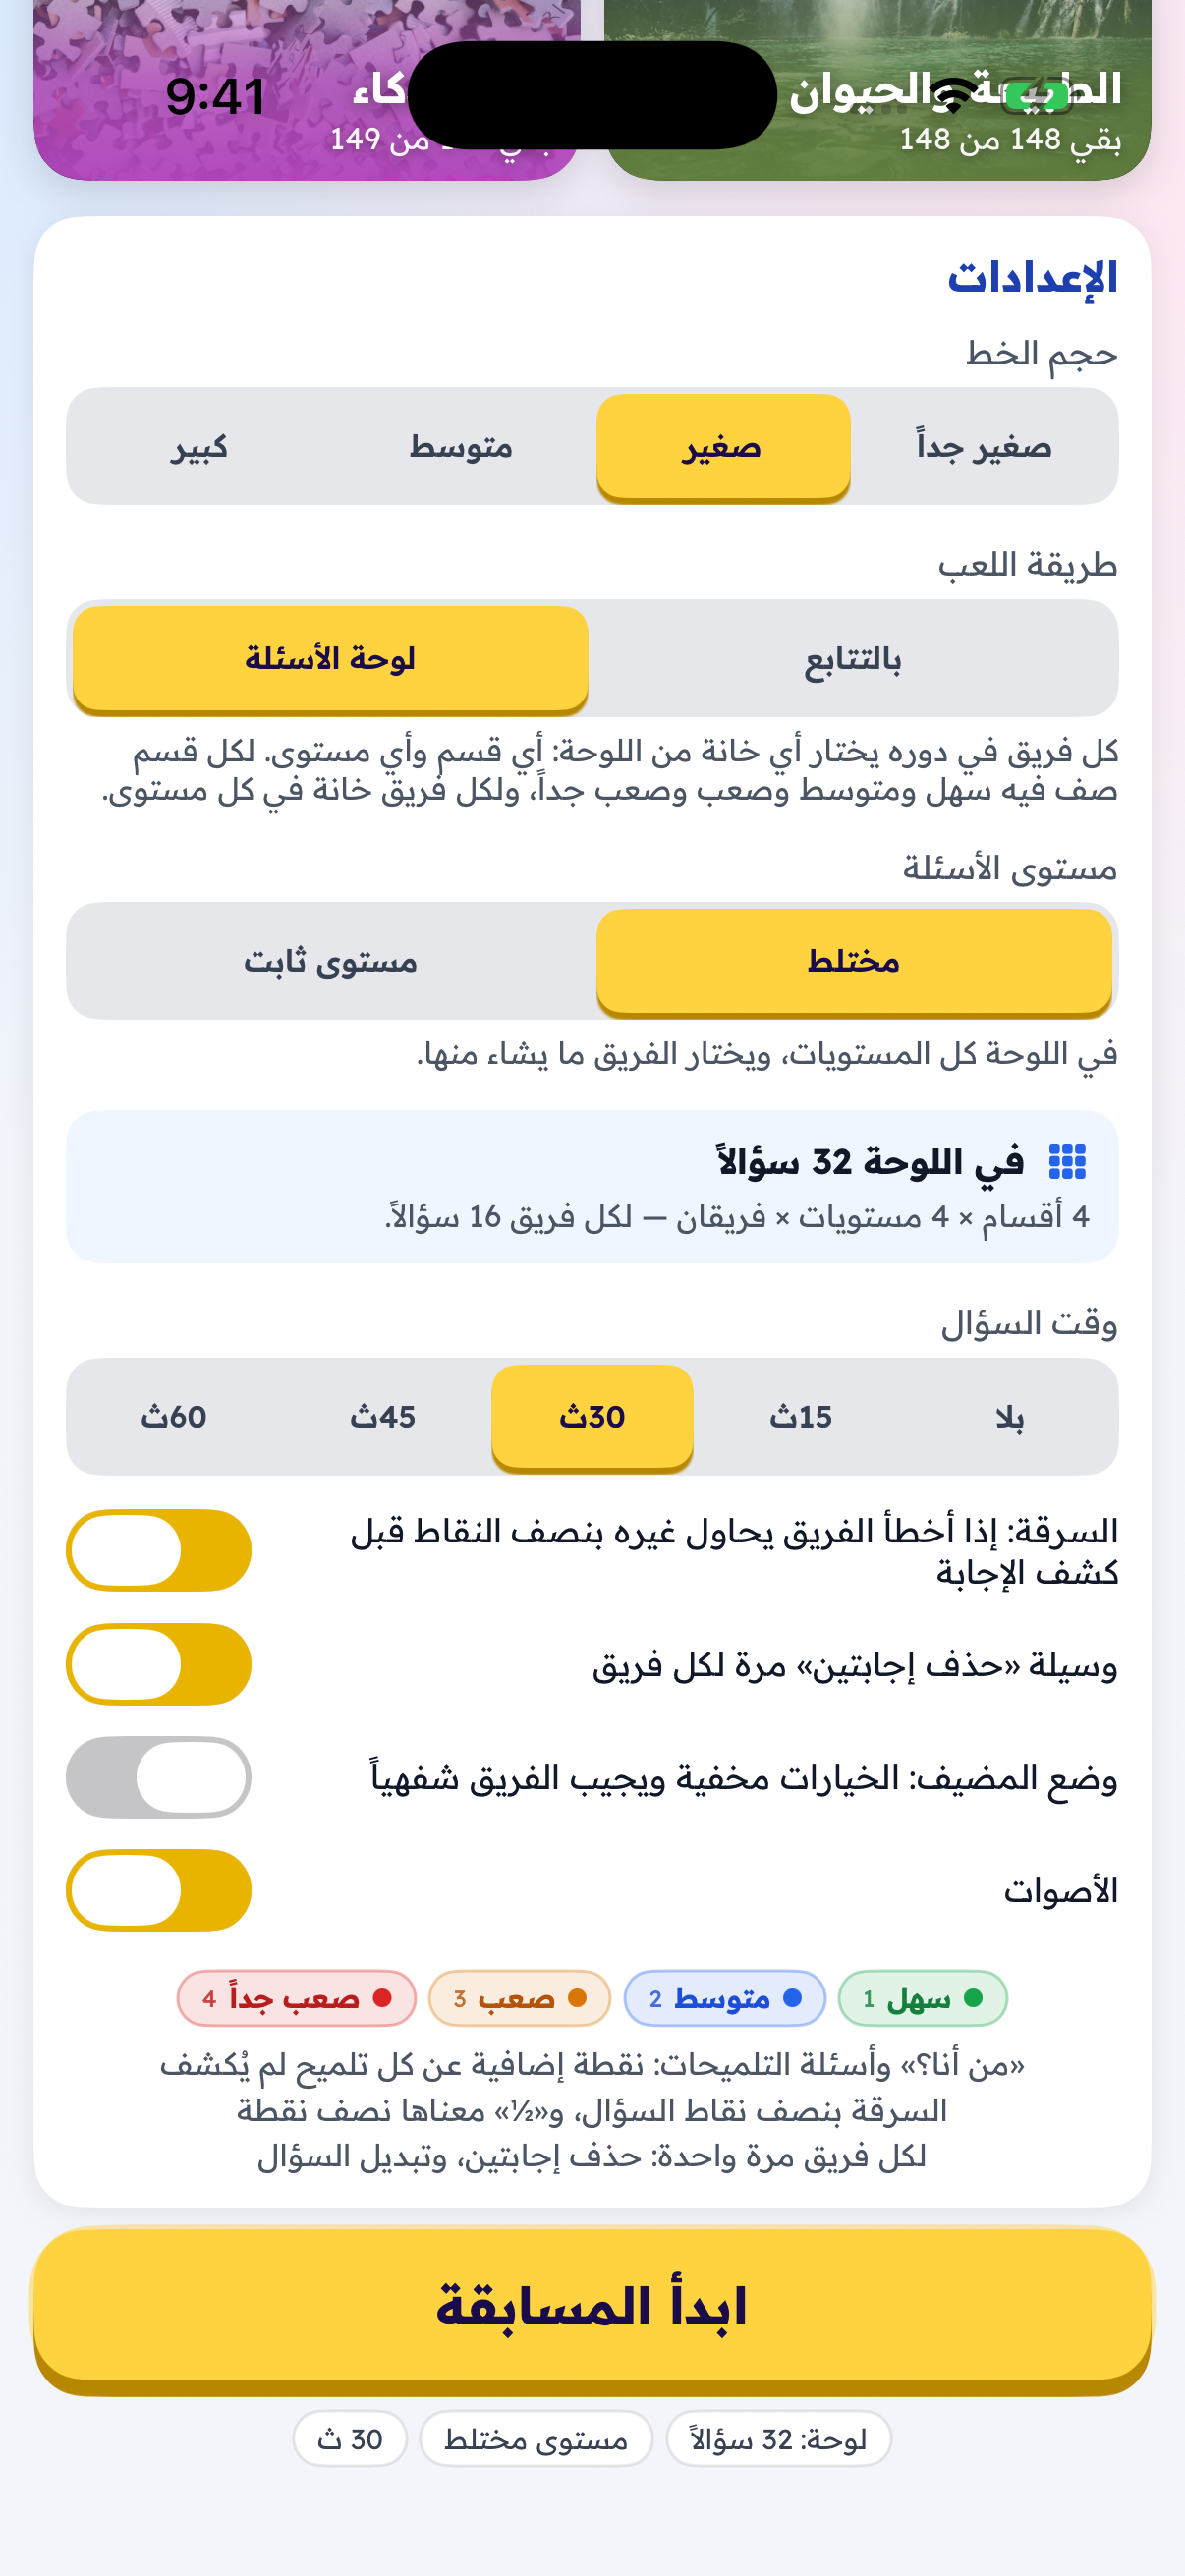 9:41
الطبيعة والحيوان
كاء
بقي 148 من 148
من 149
الإعدادات
حجم الخط
صغير جداً
صغير
متوسط
كبير
طريقة اللعب
بالتتابع
لوحة الأسئلة
كل فريق في دوره يختار أي خانة من اللوحة: أي قسم وأي مستوى. لكل قسم
صف فيه سهل ومتوسط وصعب وصعب جداً، ولكل فريق خانة في كل مستوى.
مستوى الأسئلة
مختلط
مستوى ثابت
في اللوحة كل المستويات، ويختار الفريق ما يشاء منها.
في اللوحة 32 سؤالاً
4 أقسام × 4 مستويات × فريقان — لكل فريق 16 سؤالاً.
وقت السؤال
بلا
15ث
30ث
45ث
60ث
السرقة: إذا أخطأ الفريق يحاول غيره بنصف النقاط قبل
كشف الإجابة
وسيلة «حذف إجابتين» مرة لكل فريق
وضع المضيف: الخيارات مخفية ويجيب الفريق شفهياً
الأصوات
سهل 1
متوسط 2
صعب 3
صعب جداً 4
«من أنا؟» وأسئلة التلميحات: نقطة إضافية عن كل تلميح لم يُكشف
السرقة بنصف نقاط السؤال، و«½» معناها نصف نقطة
لكل فريق مرة واحدة: حذف إجابتين، وتبديل السؤال
ابدأ المسابقة
لوحة: 32 سؤالاً
مستوى مختلط
30 ث